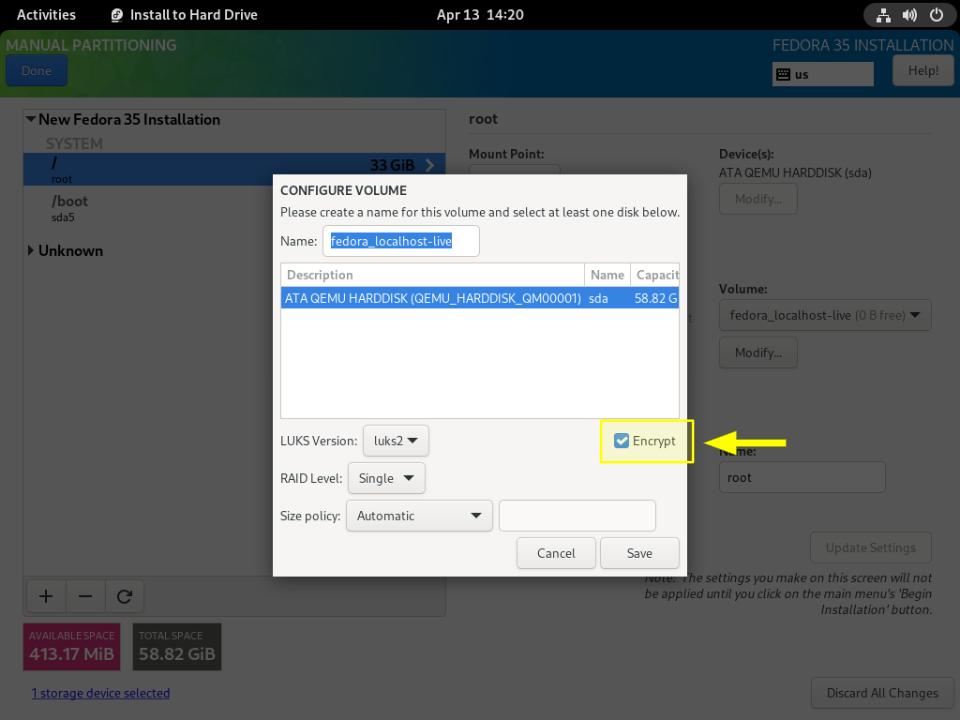 Activities
Install to Hard Drive
Apr 13 14:20
MANUAL PARTITIONING
FEDORA 35 INSTALLATION
Done
us
Help!
New Fedora 35 Installation
SYSTEM
/
33 GiB
root
/boot
sda5
Unknown
root
Mount Point:
Device(s):
ATA QEMU HARDDISK (sda)
Modify...
Volume:
fedora_localhost-live (0 B free)
Modify...
Name:
root
Update Settings
CONFIGURE VOLUME
Please create a name for this volume and select at least one disk below.
Name: fedora_localhost-live
Description Name Capacit
ATA QEMU HARDDISK (QEMU_HARDDISK_QM00001) sda 58.82 G
LUKS Version: luks2
Encrypt
RAID Level: Single
Size policy: Automatic
Cancel
Save
Note: The settings you make on this screen will not
be applied until you click on the main menu's 'Begin
Installation' button.
AVAILABLE SPACE
413.17 MiB
TOTAL SPACE
58.82 GiB
1 storage device selected
Discard All Changes